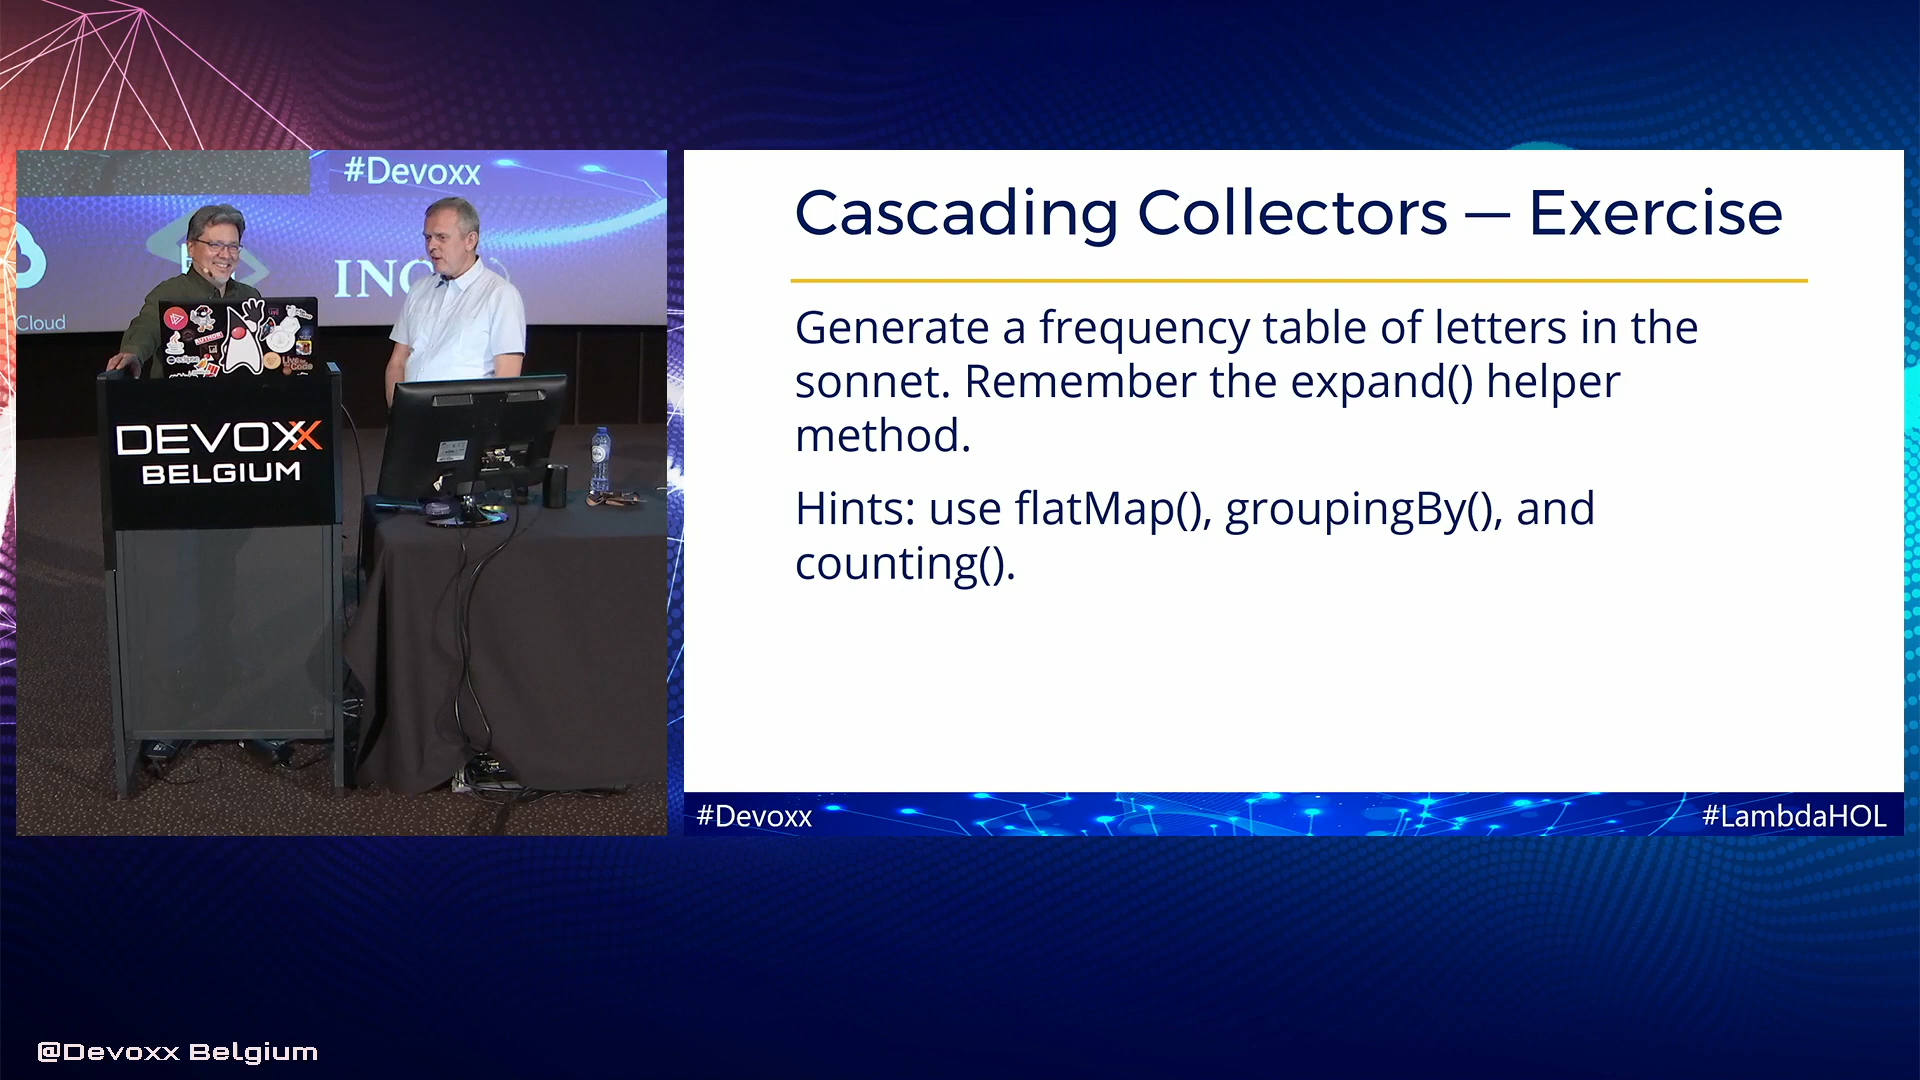 #Devoxx
ING
Cloud
DEVOXX
BELGIUM
Cascading Collectors — Exercise
Generate a frequency table of letters in the
sonnet. Remember the expand() helper
method.
Hints: use flatMap(), groupingBy(), and
counting().
#Devoxx
#LambdaHOL
@Devoxx Belgium